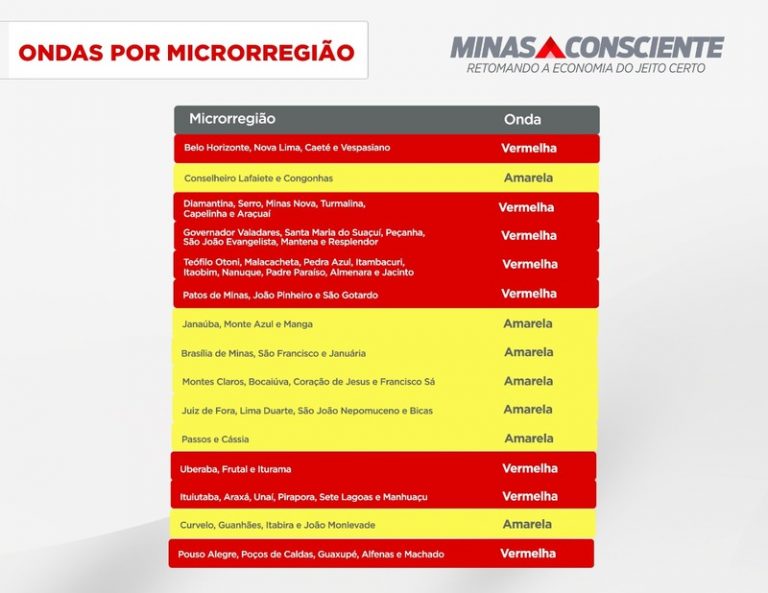 ONDAS POR MICRORREGIÃO
MINAS CONSCIENTE
RETOMANDO A ECONOMIA DO JEITO CERTO
Microrregião Onda
Belo Horizonte, Nova Lima, Caeté e Vespasiano Vermelha
Conselheiro Lafaiete e Congonhas Amarela
Diamantina, Serro, Minas Nova, Turmalina,
Capelinha e Araçuaí Vermelha
Governador Valadares, Santa Maria do Suaçuí, Peçanha,
São João Evangelista, Mantena e Resplendor Vermelha
Teófilo Otoni, Malacacheta, Pedra Azul, Itambacuri,
Itaobim, Nanuque, Padre Paraíso, Almenara e Jacinto Vermelha
Patos de Minas, João Pinheiro e São Gotardo Vermelha
Janaúba, Monte Azul e Manga Amarela
Brasília de Minas, São Francisco e Januária Amarela
Montes Claros, Bocaiúva, Coração de Jesus e Francisco Sá Amarela
Juiz de Fora, Lima Duarte, São João Nepomuceno e Bicas Amarela
Passos e Cássia Amarela
Uberaba, Frutal e Iturama Vermelha
Ituiutaba, Araxá, Unaí, Pirapora, Sete Lagoas e Manhuaçu Vermelha
Curvelo, Guanhães, Itabira e João Monlevade Amarela
Pouso Alegre, Poços de Caldas, Guaxupé, Alfenas e Machado Vermelha